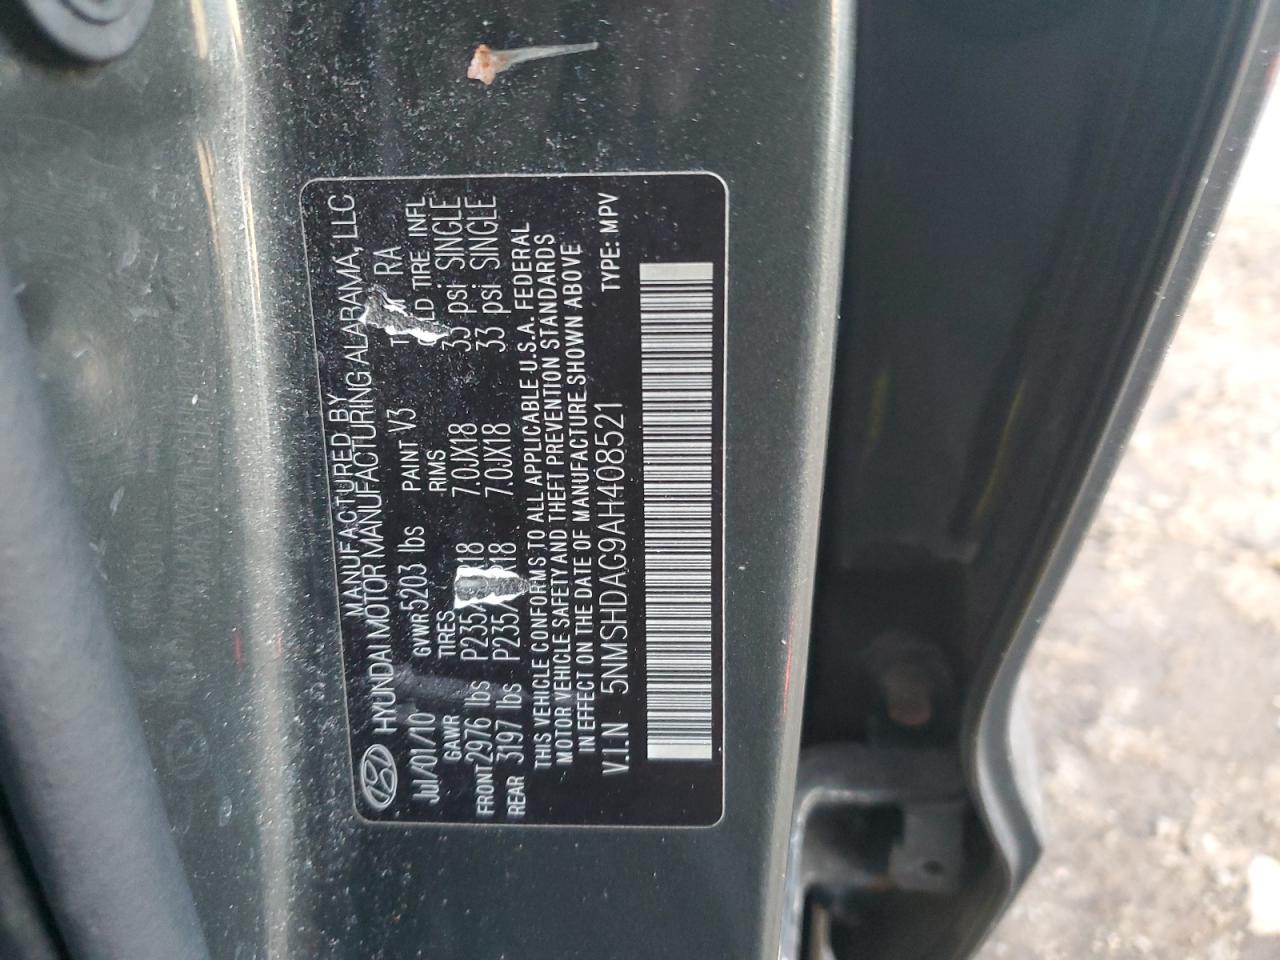 MANUFACTURED BY
HYUNDAI MOTOR MANUFACTURING ALABAMA, LLC
Jul/01/10 GVWR 5203 lbs PAINT V3 RA
GAWR TIRES RIMS TIRE INFL
FRONT 2976 lbs 7.0JX18 psi SINGLE
REAR 3197 lbs 7.0JX18 33 psi SINGLE
THIS VEHICLE CONFORMS TO ALL APPLICABLE U.S.A. FEDERAL
MOTOR VEHICLE SAFETY AND THEFT PREVENTION STANDARDS
IN EFFECT ON THE DATE OF MANUFACTURE SHOWN ABOVE
V.I.N 5NMSHDAG9AH408521 TYPE: MPV